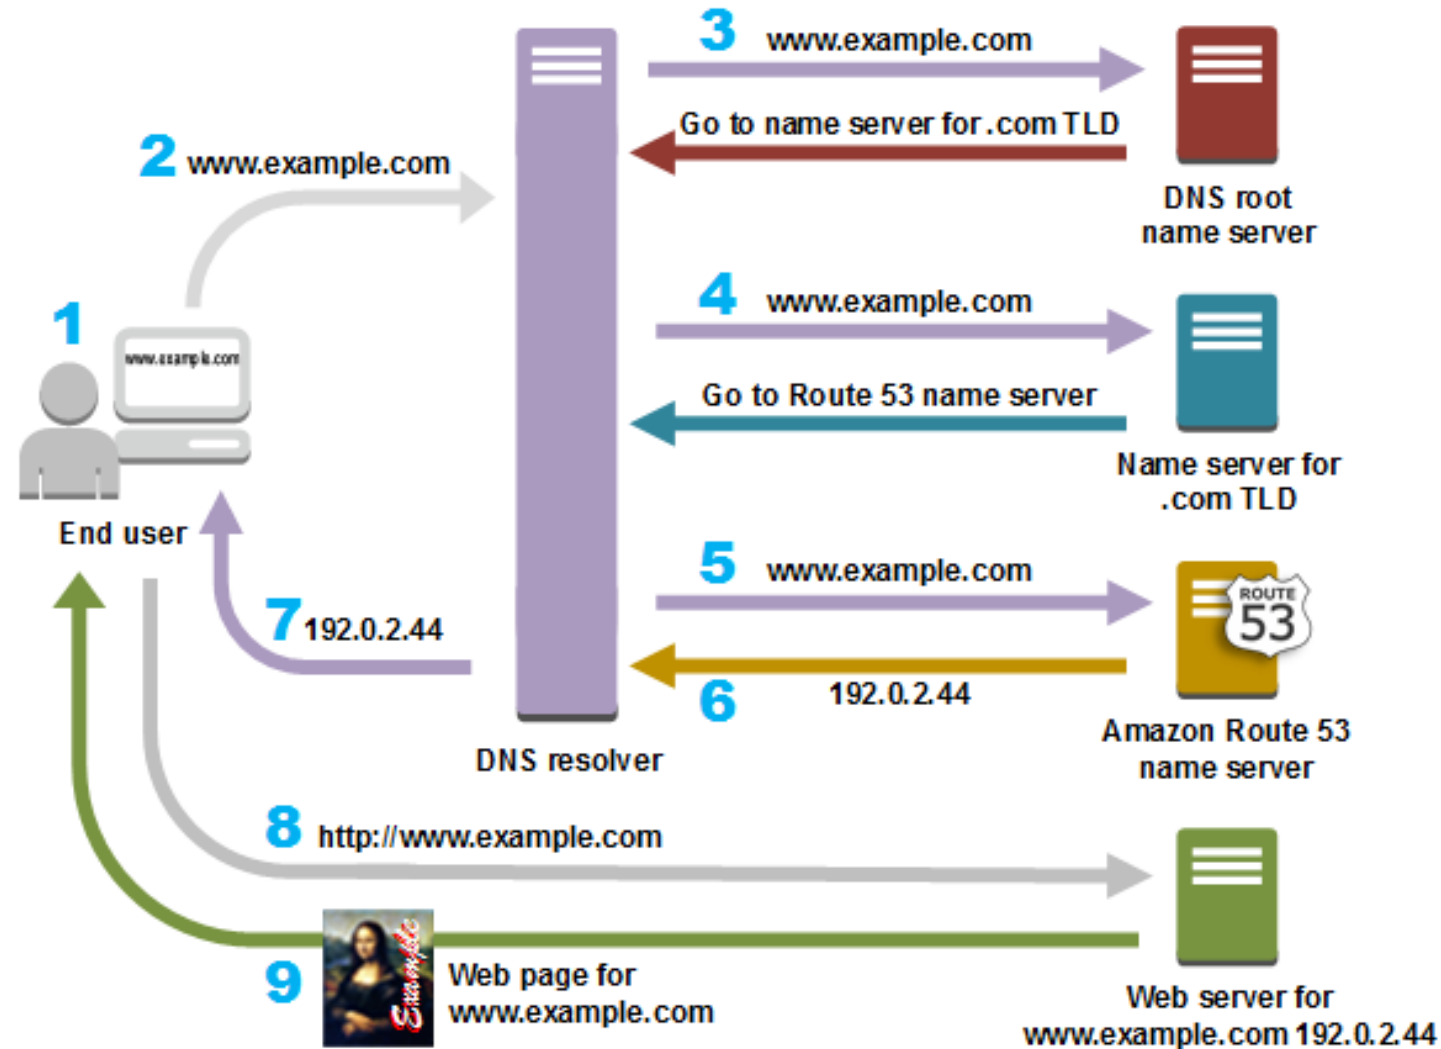 3 www.example.com
Go to name server for .com TLD
DNS root
name server
2 www.example.com
1
www.example.com
End user
4 www.example.com
Go to Route 53 name server
Name server for
.com TLD
5 www.example.com
ROUTE
53
6 192.0.2.44
Amazon Route 53
name server
7 192.0.2.44
DNS resolver
8 http://www.example.com
9
Example
Web page for
www.example.com
Web server for
www.example.com 192.0.2.44